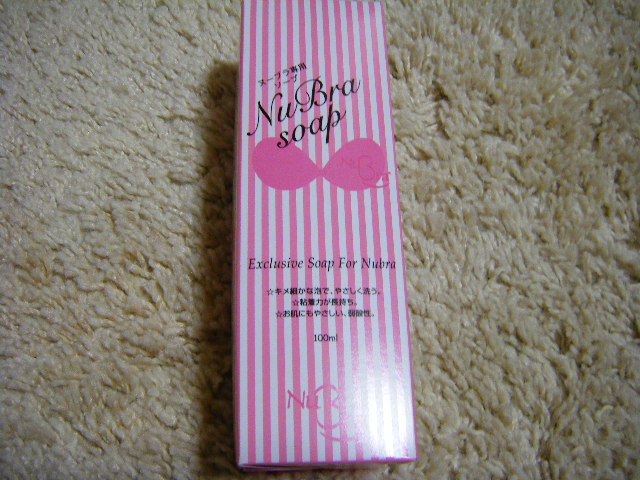 ヌーブラ専用
ソープ
NuBra
soap
NuBra
Exclusive Soap For Nubra
☆キメ細かな泡で、やさしく洗う。
☆粘着力が長持ち。
☆お肌にもやさしい、弱酸性。
100ml
NuBra